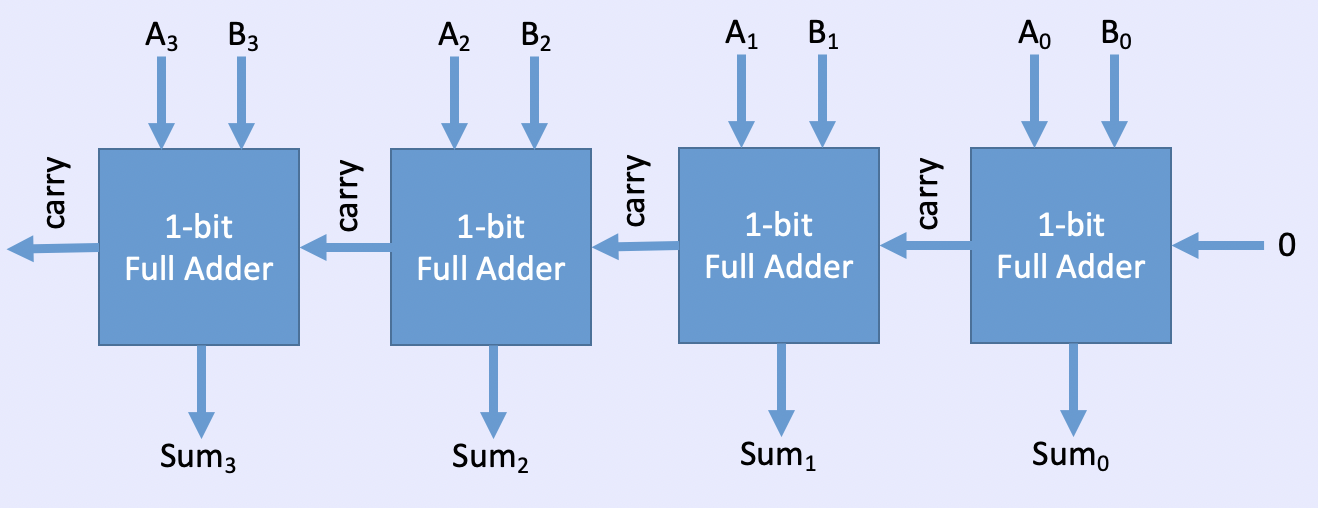 A₃ B₃ A₂ B₂ A₁ B₁ A₀ B₀
carry carry carry carry
1-bit
Full Adder
1-bit
Full Adder
1-bit
Full Adder
1-bit
Full Adder
0
Sum₃ Sum₂ Sum₁ Sum₀